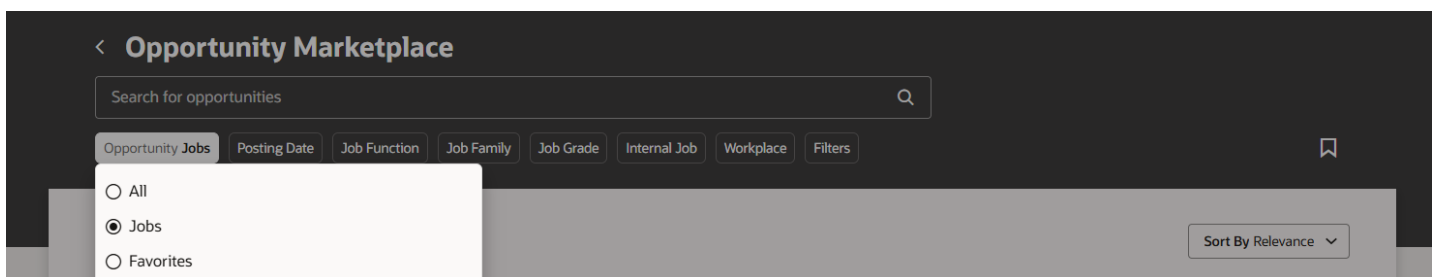 Opportunity Marketplace
Search for opportunities
Opportunity Jobs Posting Date Job Function Job Family Job Grade Internal Job Workplace Filters
All
Jobs
Sort By Relevance
Favorites